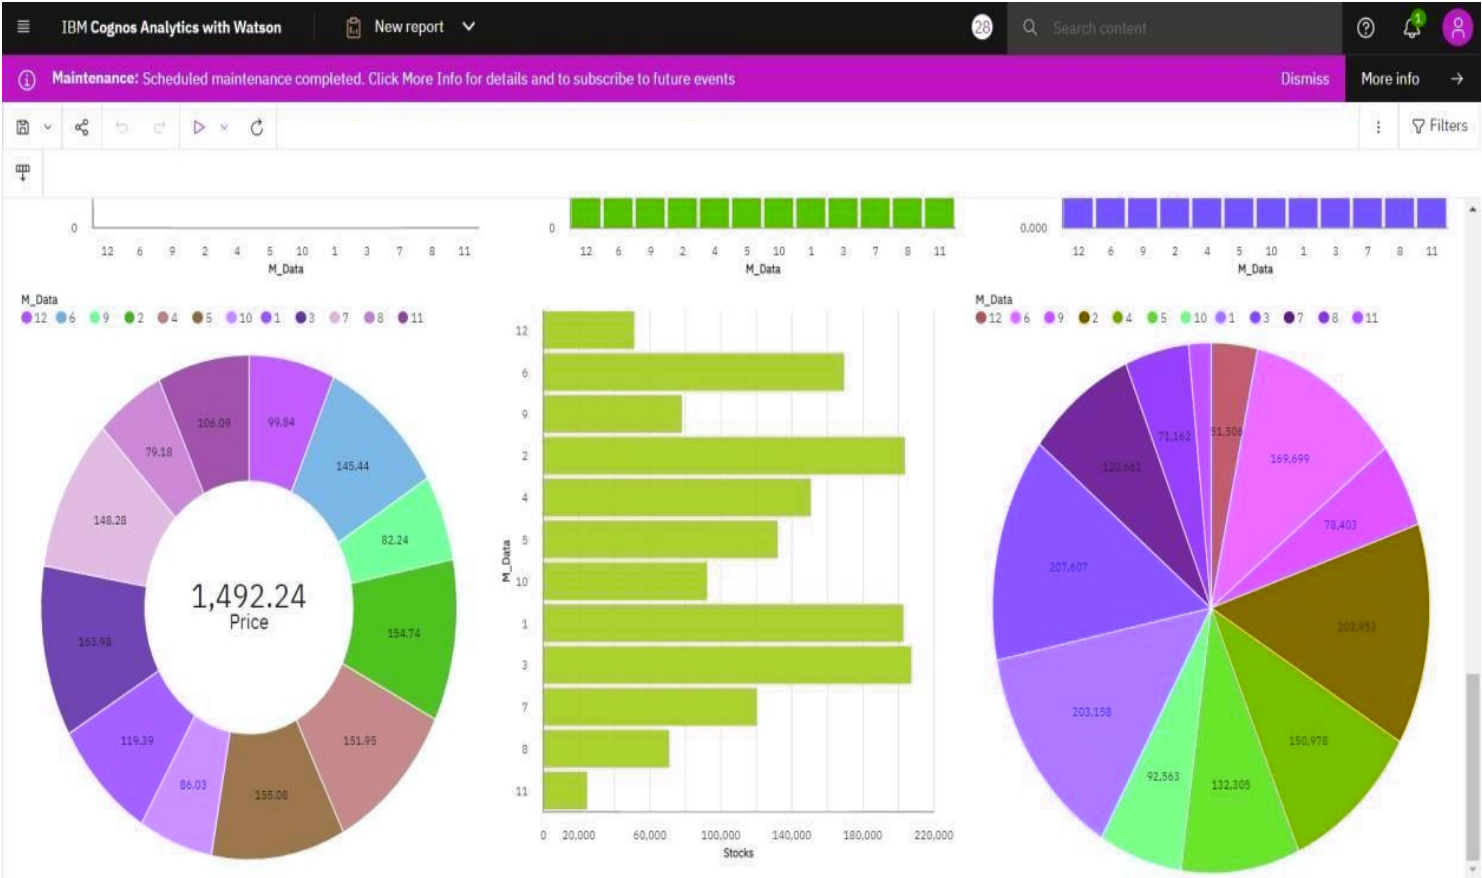 IBM Cognos Analytics with Watson
New report
28
Search content
1
Maintenance: Scheduled maintenance completed. Click More Info for details and to subscribe to future events
Dismiss
More info
Filters
0
12 6 9 2 4 5 10 1 3 7 8 11
M_Data
0
12 6 9 2 4 5 10 1 3 7 8 11
M_Data
0.000
12 6 9 2 4 5 10 1 3 7 8 11
M_Data
M_Data
12 6 9 2 4 5 10 1 3 7 8 11
106.09
99.84
79.18
145.44
148.28
82.24
1,492.24
Price
154.74
163.98
119.39
151.95
86.03
155.08
12
6
9
2
4
5
10
1
3
7
8
11
M_Data
0 20,000 60,000 100,000 140,000 180,000 220,000
Stocks
M_Data
12 6 9 2 4 5 10 1 3 7 8 11
71,162
51,506
120,661
169,699
78,403
207,607
203,953
203,158
150,978
92,563
132,305